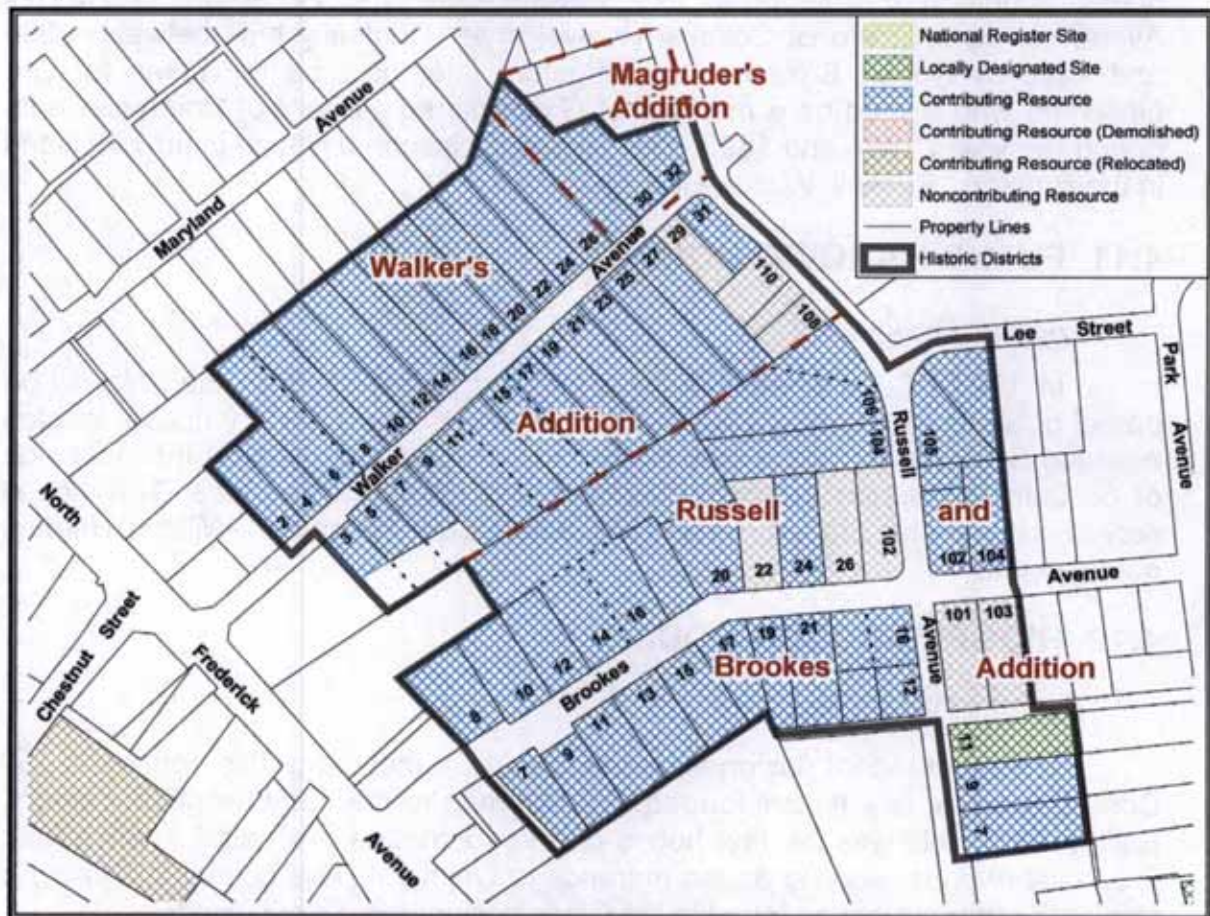 National Register Site
Locally Designated Site
Contributing Resource
Contributing Resource (Demolished)
Contributing Resource (Relocated)
Noncontributing Resource
Property Lines
Historic Districts
Magruder's
Addition
Maryland
Avenue
Walker's
Addition
Walker
Avenue
32
30
26
24
22
20
18
16
14
12
10
8
6
4
2
31
29
27
25
23
21
19
17
15
11
9
7
5
3
110
108
106
104
Lee Street
Park
Avenue
Russell
105
Russell
and
102
104
102
26
24
22
20
16
14
12
10
8
Avenue
Brookes
Brookes
Addition
7
9
11
13
15
17
19
21
12
Avenue
101
103
11
9
7
North
Chestnut Street
Frederick
Avenue